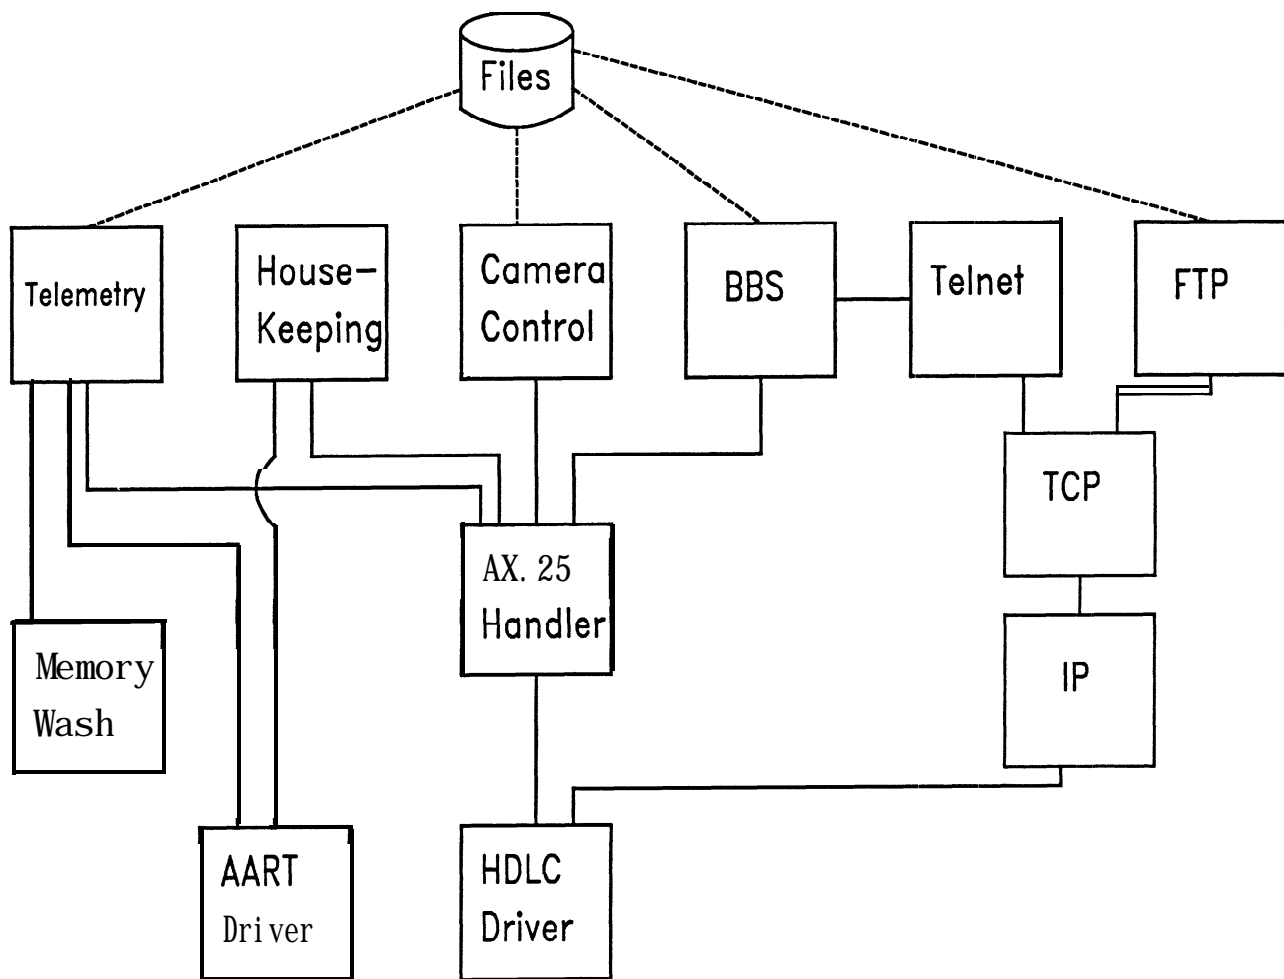 Files
Telemetry
House-
Keeping
Camera
Control
BBS
Telnet
FTP
TCP
AX.25
Handler
Memory
Wash
IP
AART
Driver
HDLC
Driver